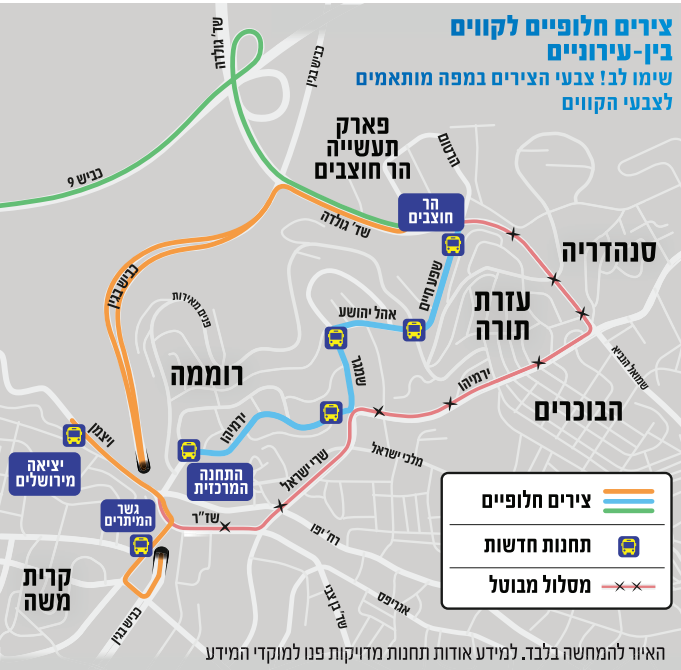 צירים חלופיים לקווים
בין-עירוניים
שימו לב! צבעי הצירים במפה מותאמים
לצבעי הקווים
שד' גולדה
כביש בגין
פארק
תעשייה
הר חוצבים
הרטום
כביש 9
הר
חוצבים
שד' גולדה
סנהדריה
שפע חיים
כביש בגין
פנים מאירות
אהל יהושע
עזרת
תורה
שמואל הנביא
רוממה
שמגר
ירמיהו
הבוכרים
ויצמן
ירמיהו
מלכי ישראל
יציאה
מירושלים
התחנה
המרכזית
שרי ישראל
גשר
המיתרים
שז"ר
רח' יפו
קרית
משה
כביש בגין
שד' בן צבי
אגריפס
צירים חלופיים
תחנות חדשות
מסלול מבוטל
האיור להמחשה בלבד. למידע אודות תחנות מדויקות פנו למוקדי המידע